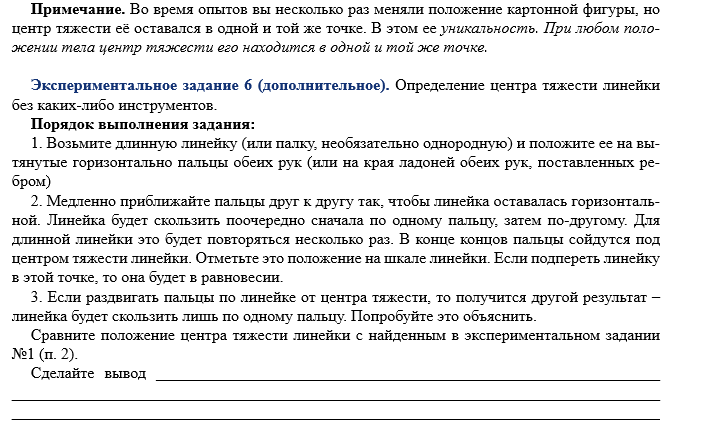 Примечание. Во время опытов вы несколько раз меняли положение картонной фигуры, но
центр тяжести её оставался в одной и той же точке. В этом ее уникальность. При любом поло-
жении тела центр тяжести его находится в одной и той же точке.
Экспериментальное задание 6 (дополнительное). Определение центра тяжести линейки
без каких-либо инструментов.
Порядок выполнения задания:
1. Возьмите длинную линейку (или палку, необязательно однородную) и положите ее на вы-
тянутые горизонтально пальцы обеих рук (или на края ладоней обеих рук, поставленных ре-
бром)
2. Медленно приближайте пальцы друг к другу так, чтобы линейка оставалась горизонталь-
ной. Линейка будет скользить поочередно сначала по одному пальцу, затем по-другому. Для
длинной линейки это будет повторяться несколько раз. В конце концов пальцы сойдутся под
центром тяжести линейки. Отметьте это положение на шкале линейки. Если подпереть линейку
в этой точке, то она будет в равновесии.
3. Если раздвигать пальцы по линейке от центра тяжести, то получится другой результат –
линейка будет скользить лишь по одному пальцу. Попробуйте это объяснить.
Сравните положение центра тяжести линейки с найденным в экспериментальном задании
№1 (п. 2).
Сделайте вывод